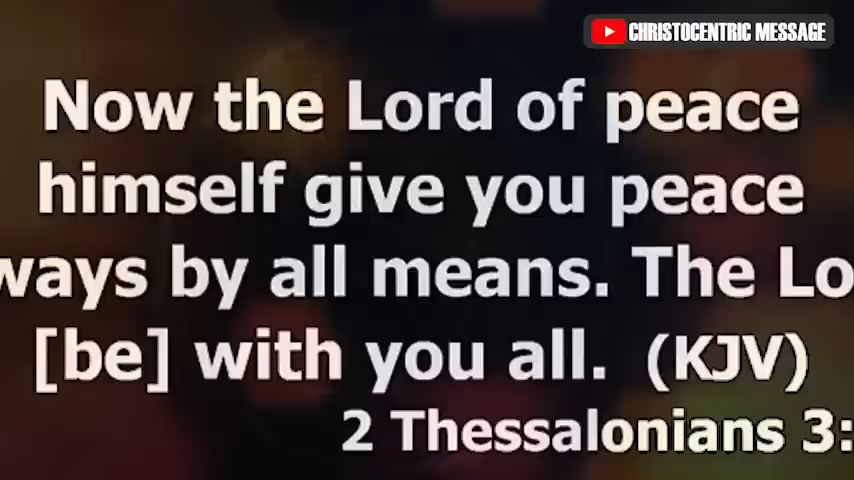 CHRISTOCENTRIC MESSAGE
Now the Lord of peace
himself give you peace
ways by all means. The Lo
[be] with you all. (KJV)
2 Thessalonians 3: